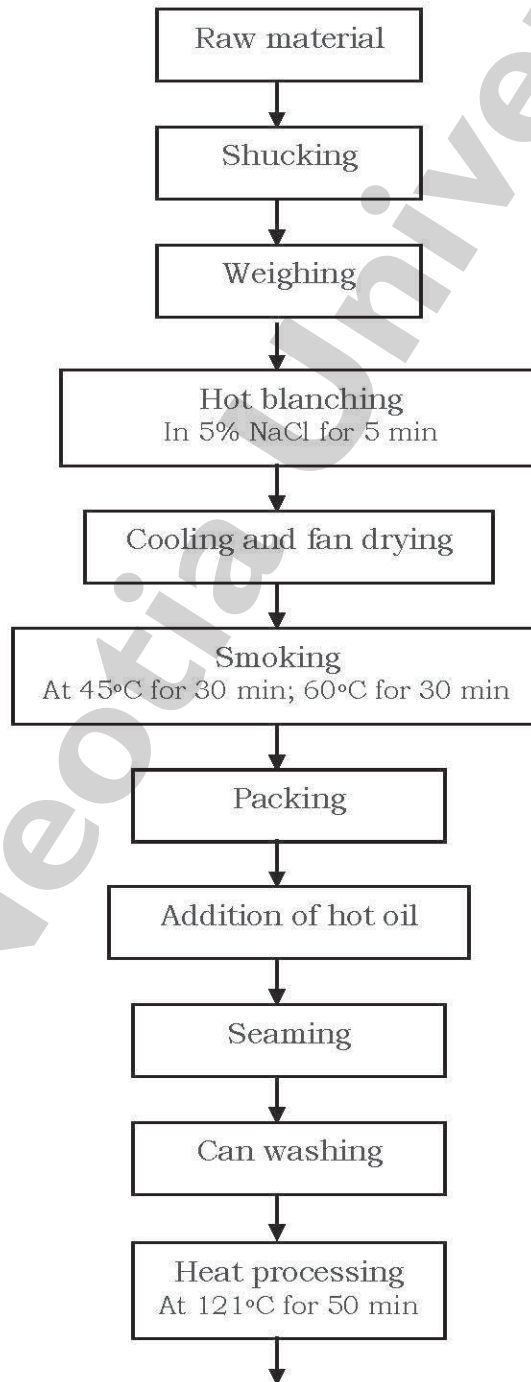 Raw material
Shucking
Weighing
Hot blanching
In 5% NaCl for 5 min
Cooling and fan drying
Smoking
At 45°C for 30 min; 60°C for 30 min
Packing
Addition of hot oil
Seaming
Can washing
Heat processing
At 121°C for 50 min
Neotia Unive